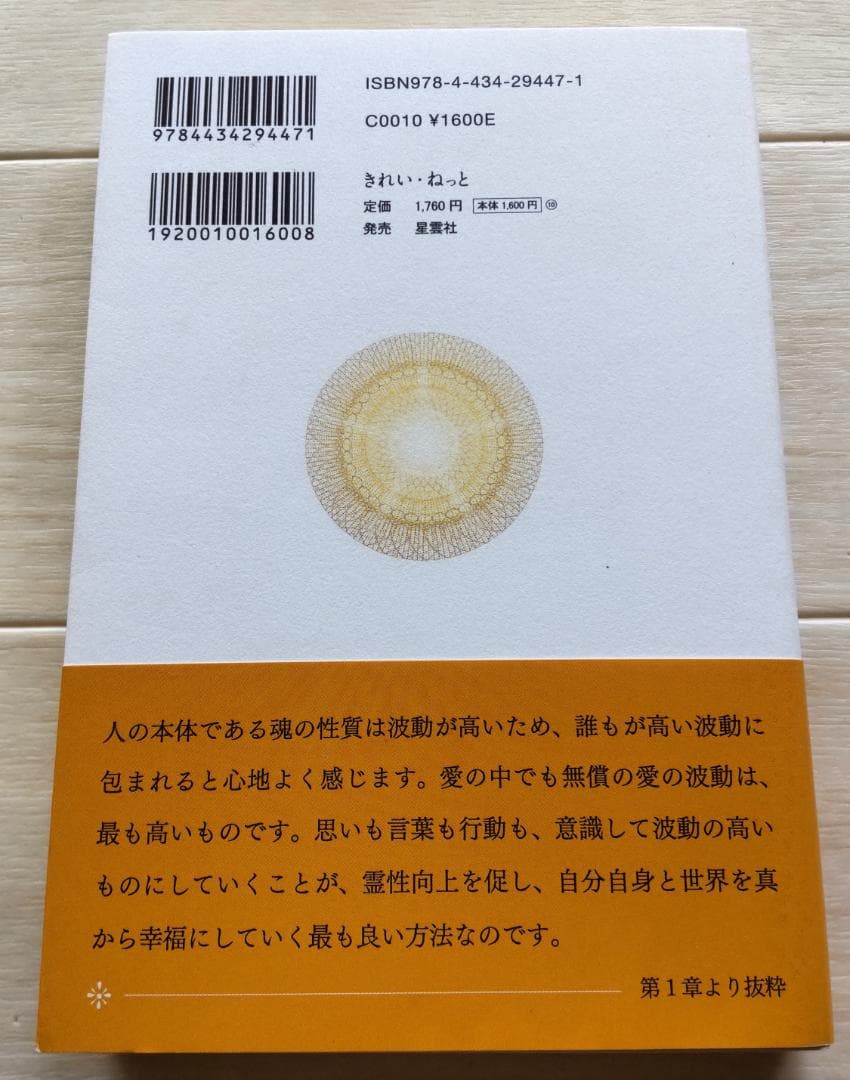 ISBN978-4-434-29447-1
9784434294471
C0010 ¥1600E
きれい・ねっと
定価 1,760 円 本体 1,600 円 ⑩
発売 星雲社
1920010016008
人の本体である魂の性質は波動が高いため、誰もが高い波動に
包まれると心地よく感じます。愛の中でも無償の愛の波動は、
最も高いものです。思いも言葉も行動も、意識して波動の高い
ものにしていくことが、霊性向上を促し、自分自身と世界を真
から幸福にしていく最も良い方法なのです。
第1章より抜粋